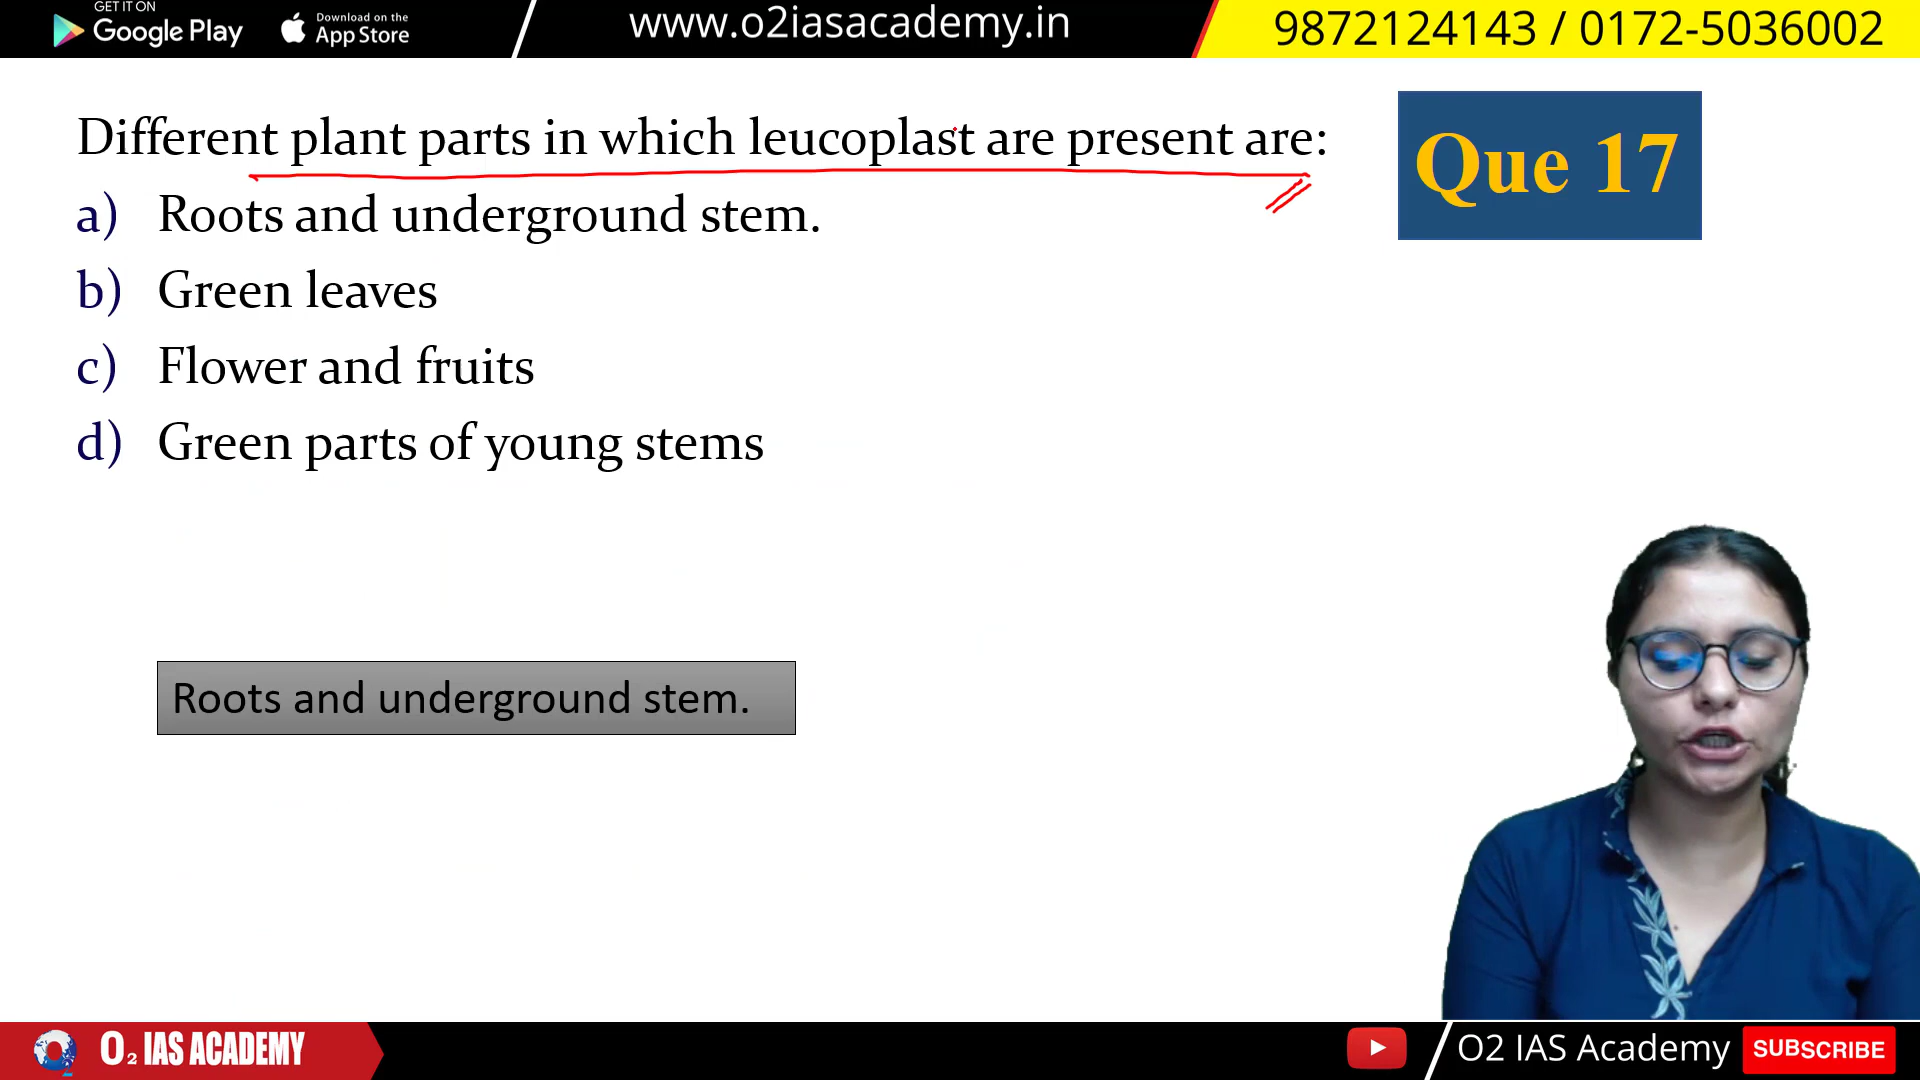 GET IT ON
Google Play
Download on the
App Store
www.o2iasacademy.in
9872124143 / 0172-5036002
Different plant parts in which leucoplast are present are:
Que 17
a) Roots and underground stem.
b) Green leaves
c) Flower and fruits
d) Green parts of young stems
Roots and underground stem.
O2 IAS ACADEMY
O2 IAS Academy
SUBSCRIBE